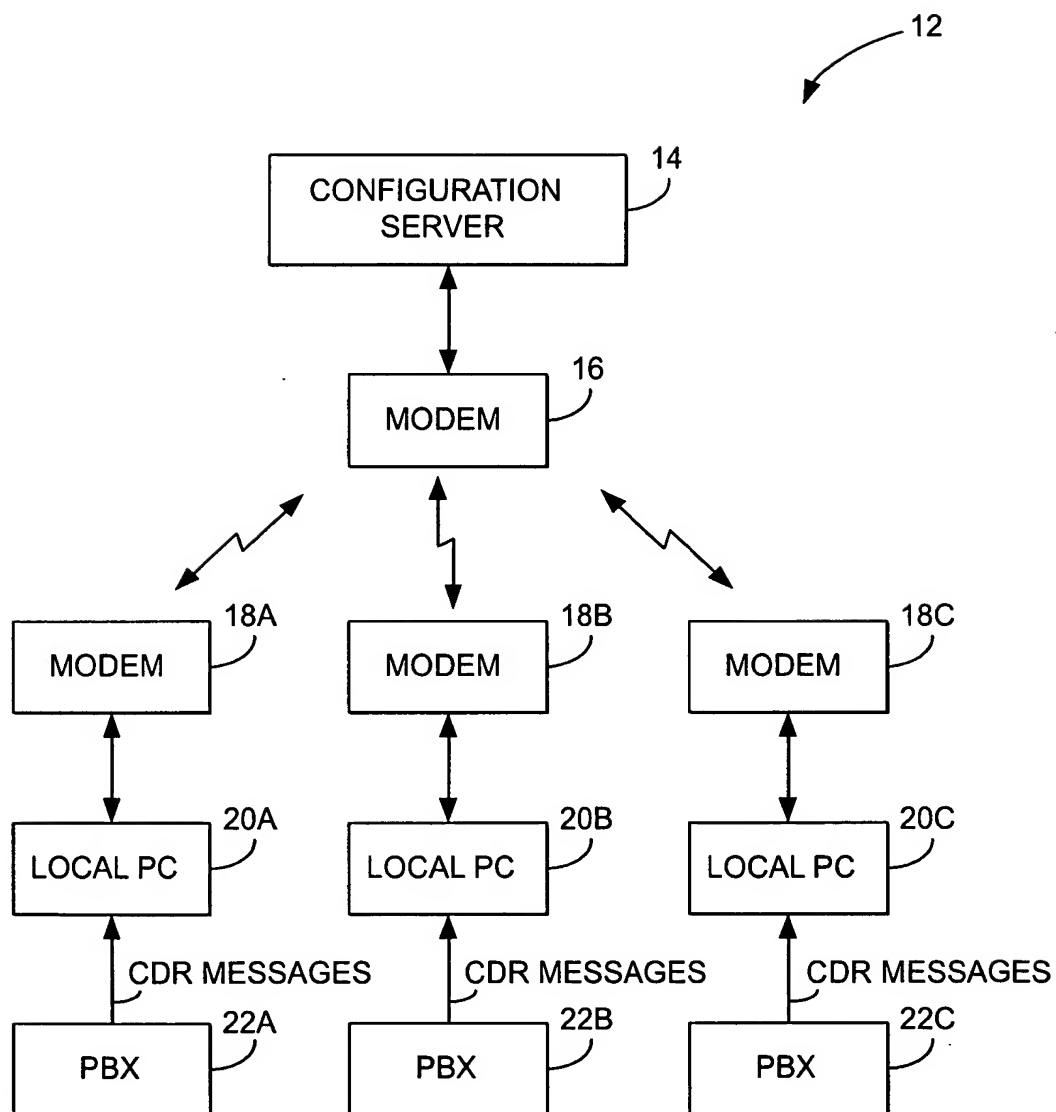 12
14
CONFIGURATION
SERVER
16
MODEM
18A
18B
18C
MODEM
MODEM
MODEM
20A
20B
20C
LOCAL PC
LOCAL PC
LOCAL PC
CDR MESSAGES
CDR MESSAGES
CDR MESSAGES
22A
22B
22C
PBX
PBX
PBX